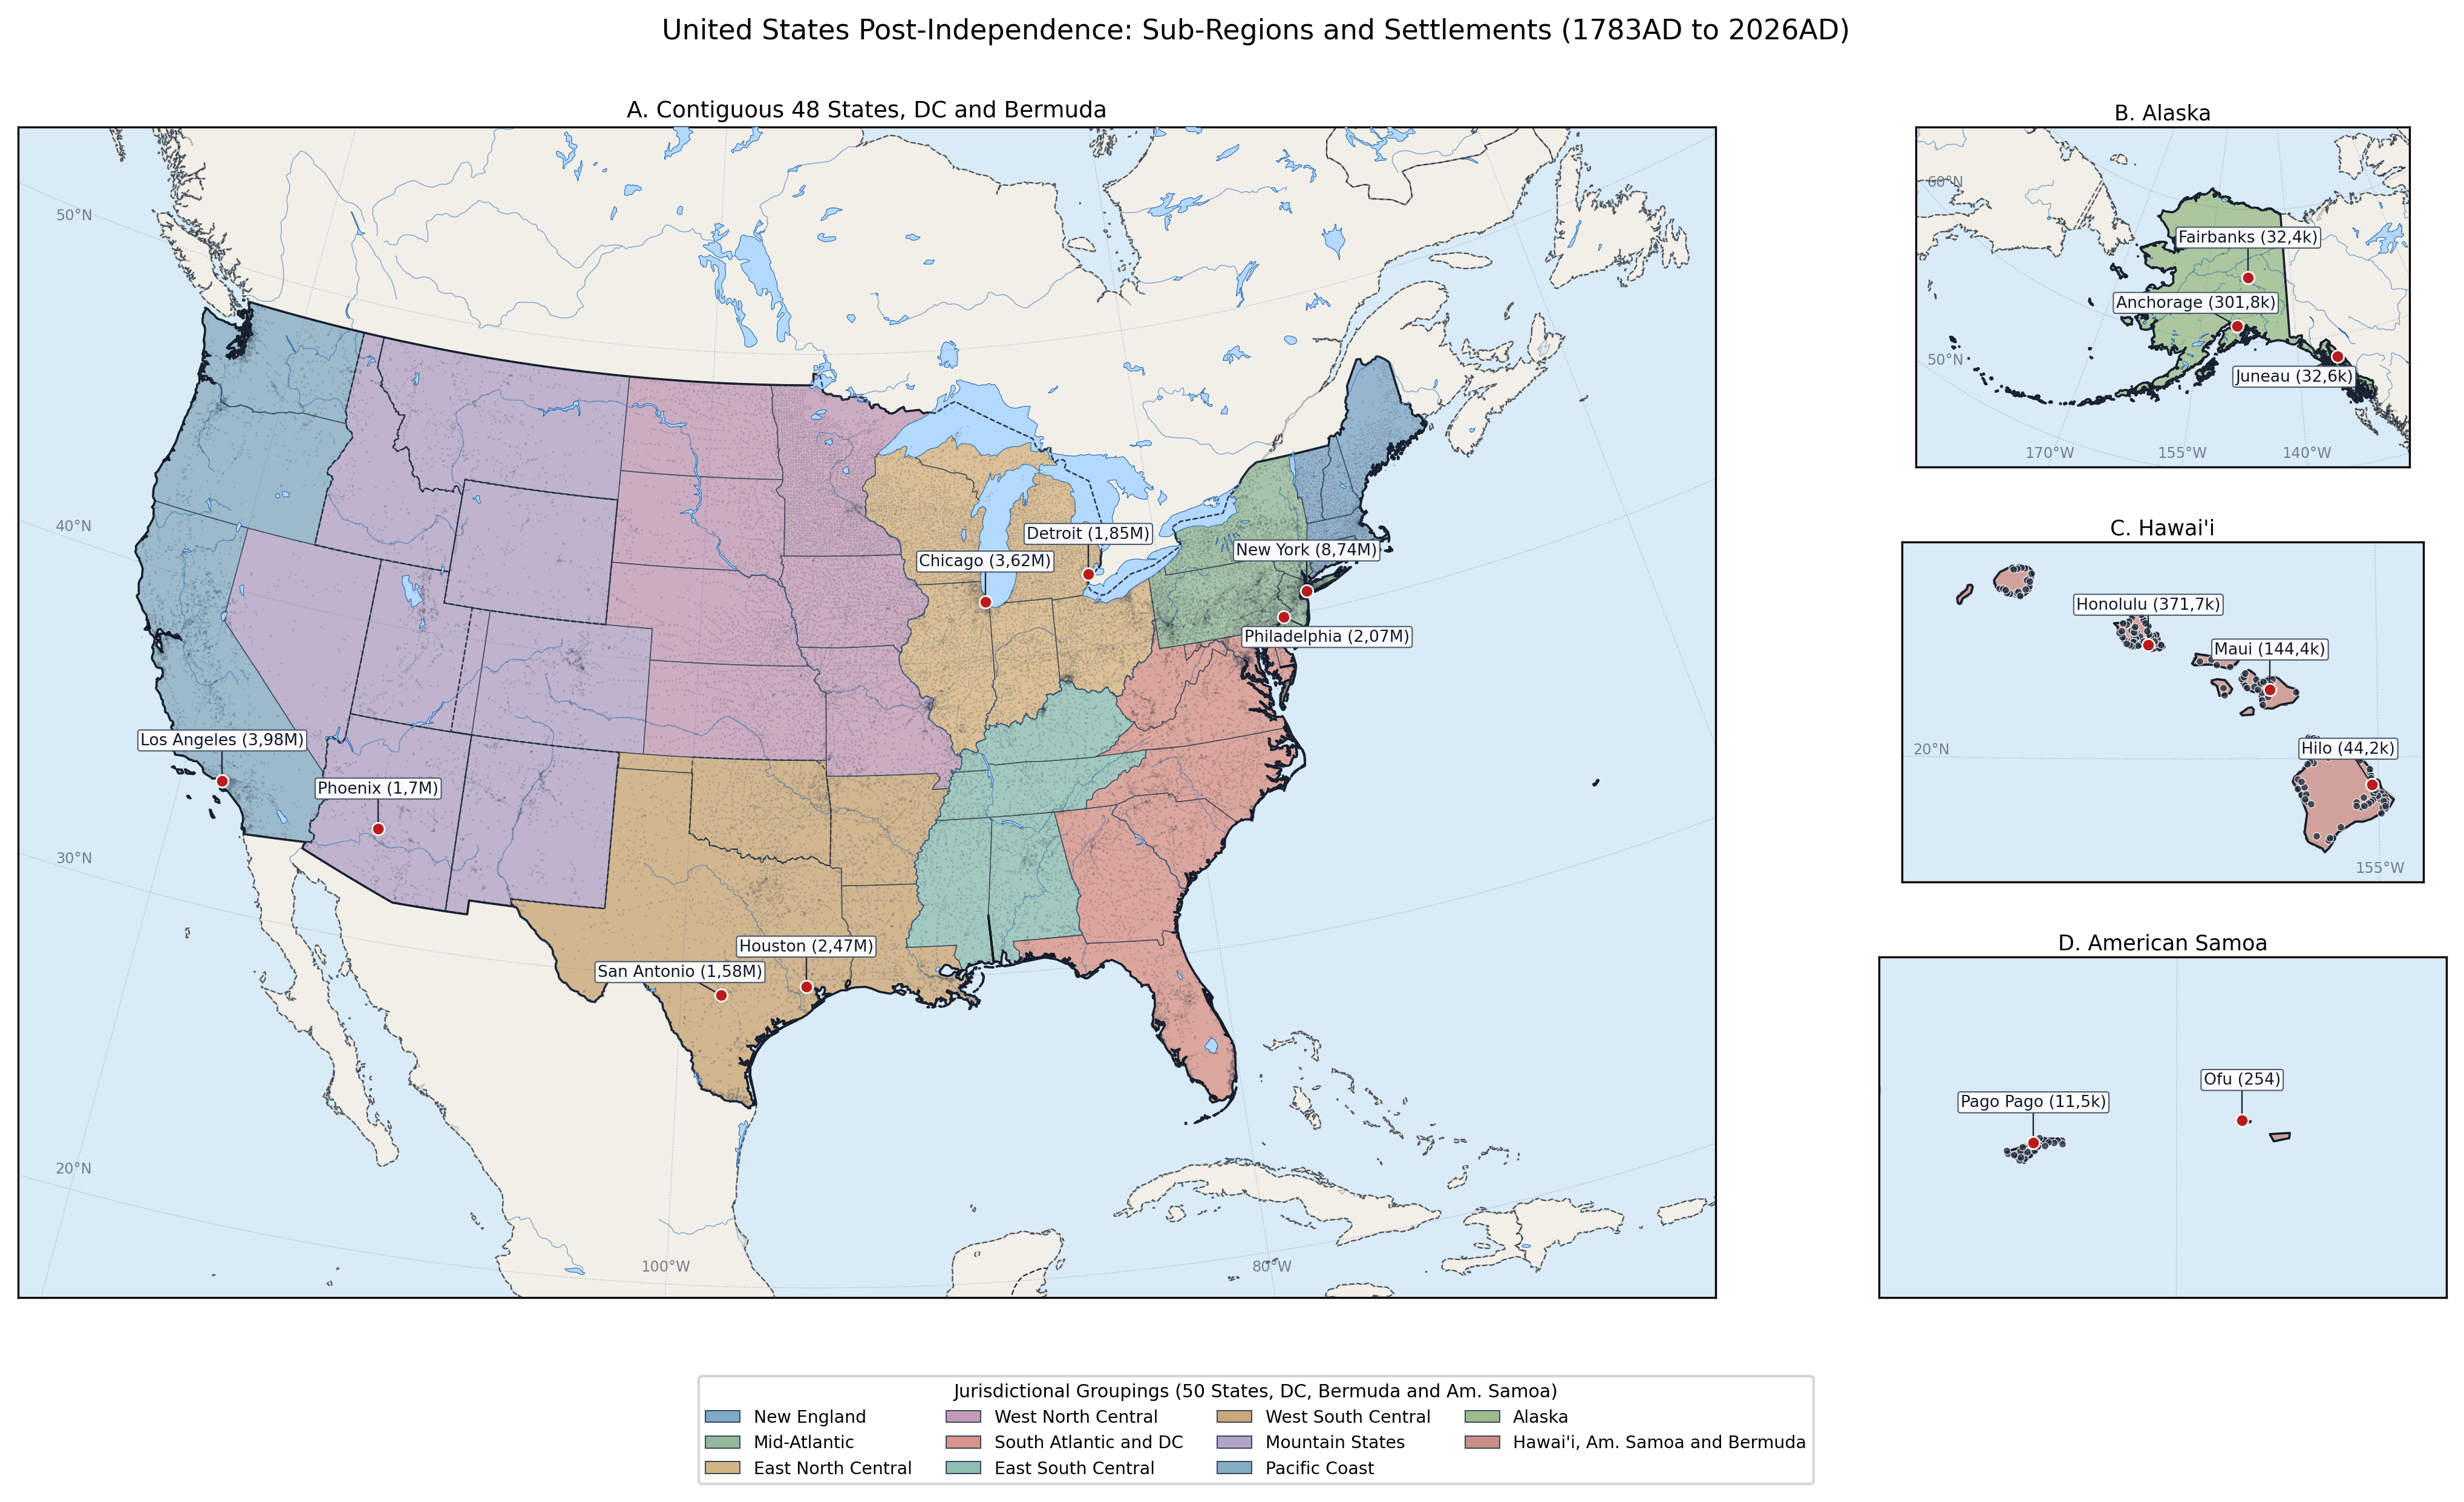 United States Post-Independence: Sub-Regions and Settlements (1783AD to 2026AD)
A. Contiguous 48 States, DC and Bermuda
50°N
40°N
30°N
20°N
100°W
80°W
Detroit (1,85M)
Chicago (3,62M)
New York (8,74M)
Philadelphia (2,07M)
Los Angeles (3,98M)
Phoenix (1,7M)
Houston (2,47M)
San Antonio (1,58M)
B. Alaska
60°N
Fairbanks (32,4k)
Anchorage (301,8k)
50°N
Juneau (32,6k)
170°W
155°W
140°W
C. Hawai'i
Honolulu (371,7k)
Maui (144,4k)
20°N
Hilo (44,2k)
155°W
D. American Samoa
Ofu (254)
Pago Pago (11,5k)
Jurisdictional Groupings (50 States, DC, Bermuda and Am. Samoa)
New England
Mid-Atlantic
East North Central
West North Central
South Atlantic and DC
East South Central
West South Central
Mountain States
Pacific Coast
Alaska
Hawai'i, Am. Samoa and Bermuda